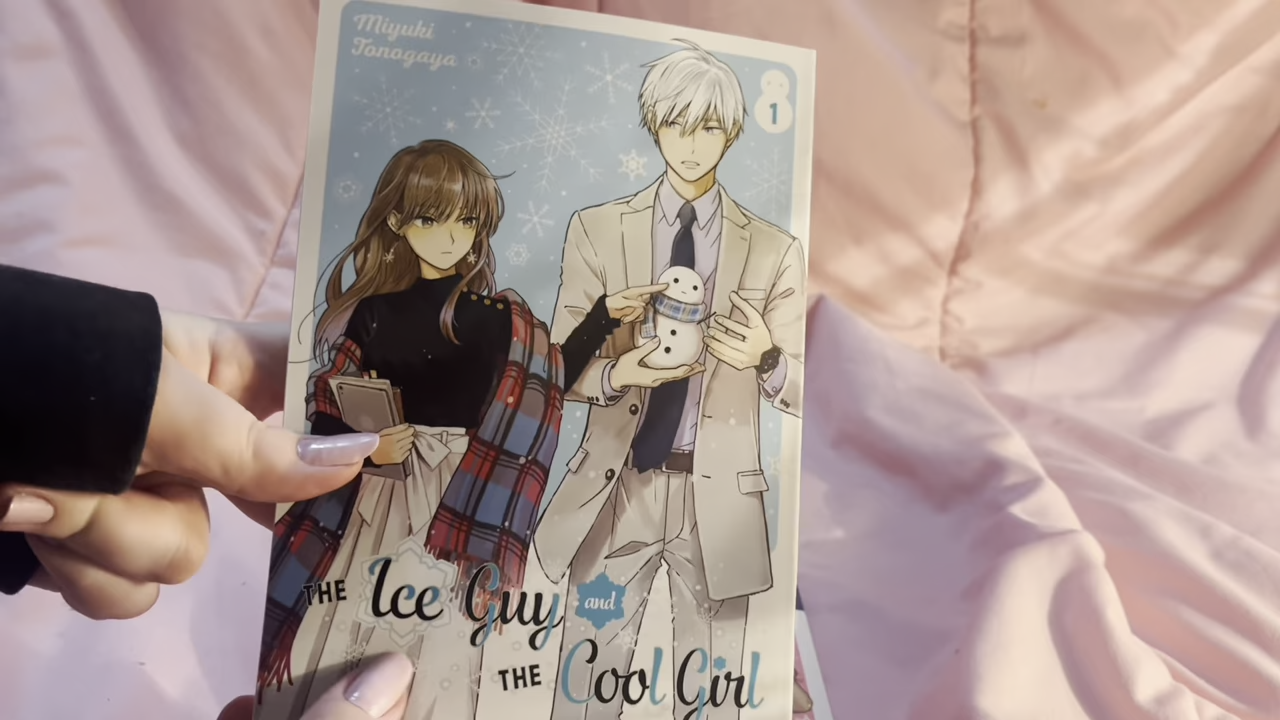 Miyuki
Tonogaya
1
THE Ice Guy and
THE Cool Girl